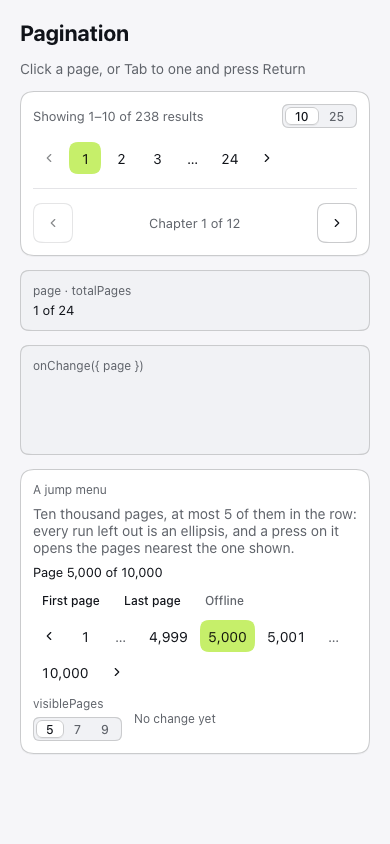 Pagination
Click a page, or Tab to one and press Return
Showing 1–10 of 238 results 10 25
1 2 3 … 24
Chapter 1 of 12
page · totalPages
1 of 24
onChange({ page })
A jump menu
Ten thousand pages, at most 5 of them in the row:
every run left out is an ellipsis, and a press on it
opens the pages nearest the one shown.
Page 5,000 of 10,000
First page Last page Offline
1 … 4,999 5,000 5,001 …
10,000
visiblePages
5 7 9 No change yet